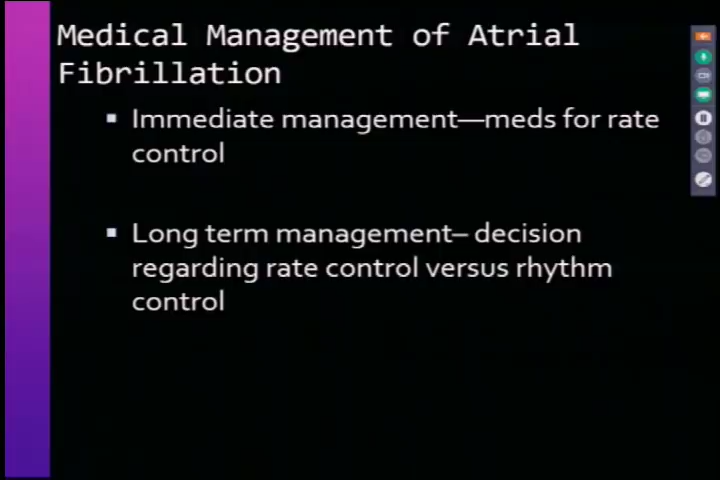 Medical Management of Atrial
Fibrillation
▪ Immediate management—meds for rate
control
▪ Long term management– decision
regarding rate control versus rhythm
control